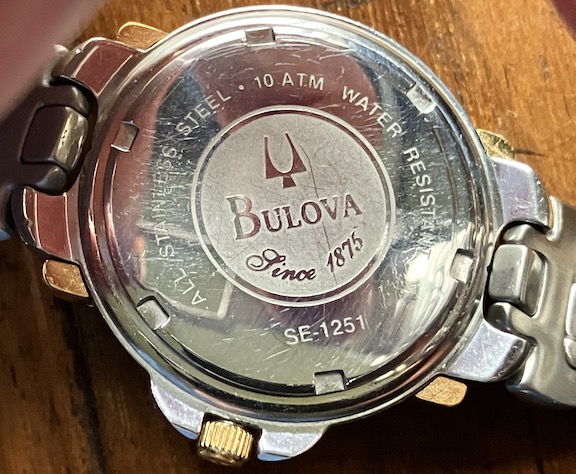 ALL STAINLESS STEEL • 10 ATM WATER RESISTANT
BULOVA
Since 1875
SE-1251